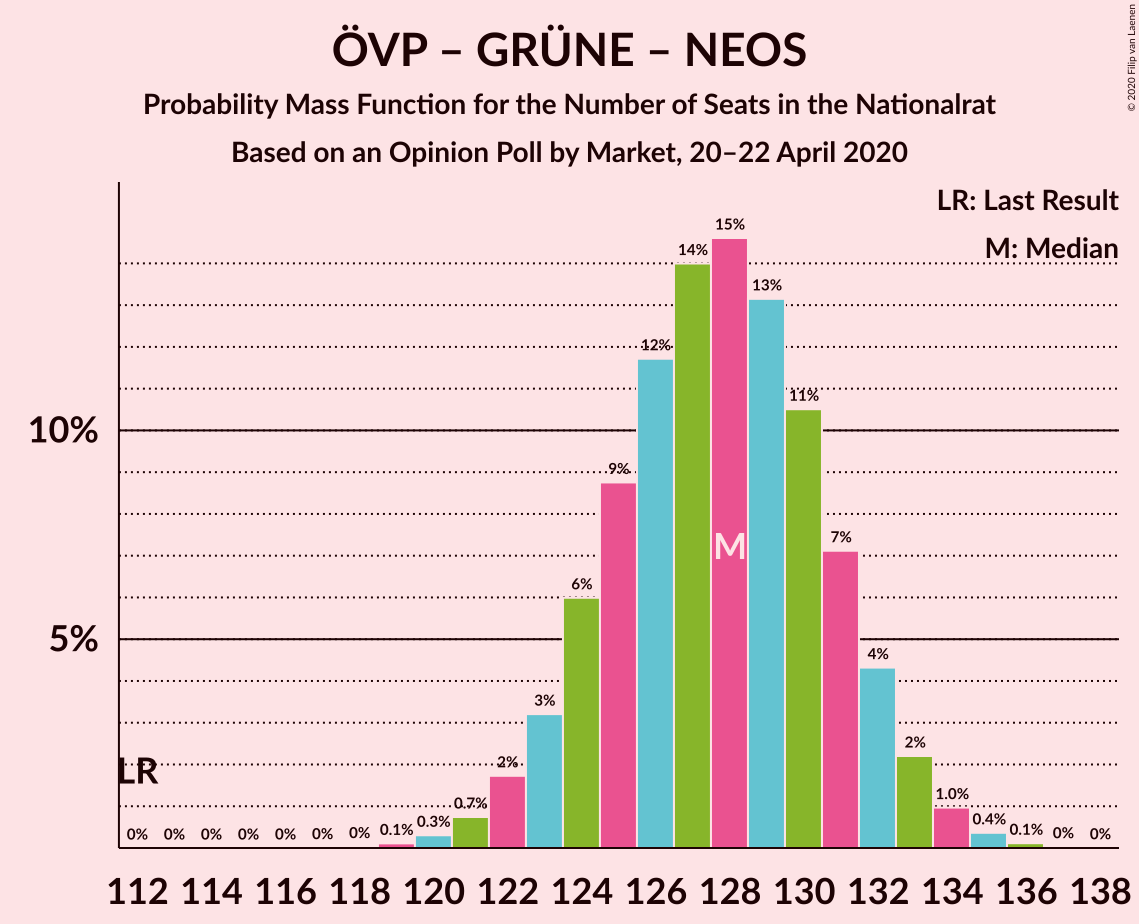 ÖVP – GRÜNE – NEOS
Probability Mass Function for the Number of Seats in the Nationalrat
Based on an Opinion Poll by Market, 20–22 April 2020
© 2020 Filip van Laenen
LR: Last Result
M: Median
10%
5%
LR
M
0% 0% 0% 0% 0% 0% 0% 0.1% 0.3% 0.7% 2% 3% 6% 9% 12% 14% 15% 13% 11% 7% 4% 2% 1.0% 0.4% 0.1% 0% 0%
112 114 116 118 120 122 124 126 128 130 132 134 136 138